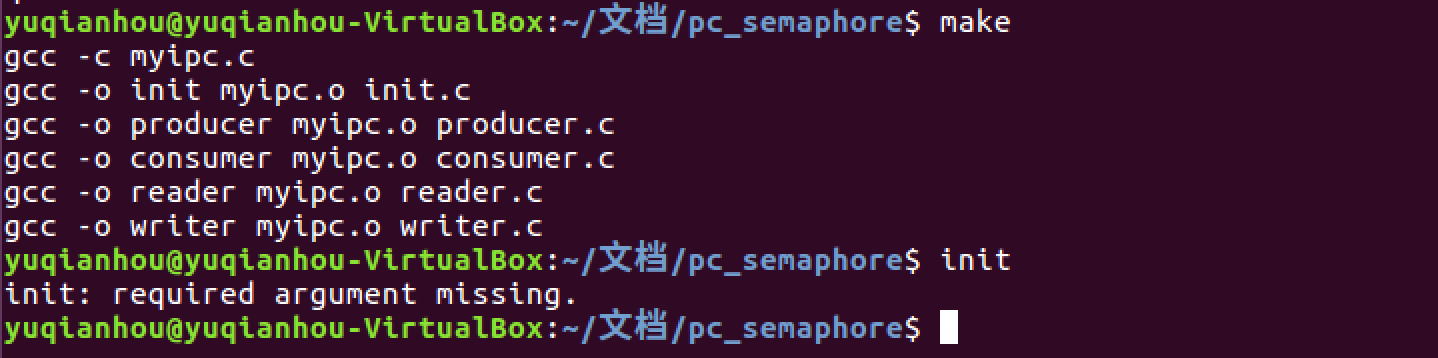 yuqianhou@yuqianhou-VirtualBox:~/文档/pc_semaphore$ make
gcc -c myipc.c
gcc -o init myipc.o init.c
gcc -o producer myipc.o producer.c
gcc -o consumer myipc.o consumer.c
gcc -o reader myipc.o reader.c
gcc -o writer myipc.o writer.c
yuqianhou@yuqianhou-VirtualBox:~/文档/pc_semaphore$ init
init: required argument missing.
yuqianhou@yuqianhou-VirtualBox:~/文档/pc_semaphore$